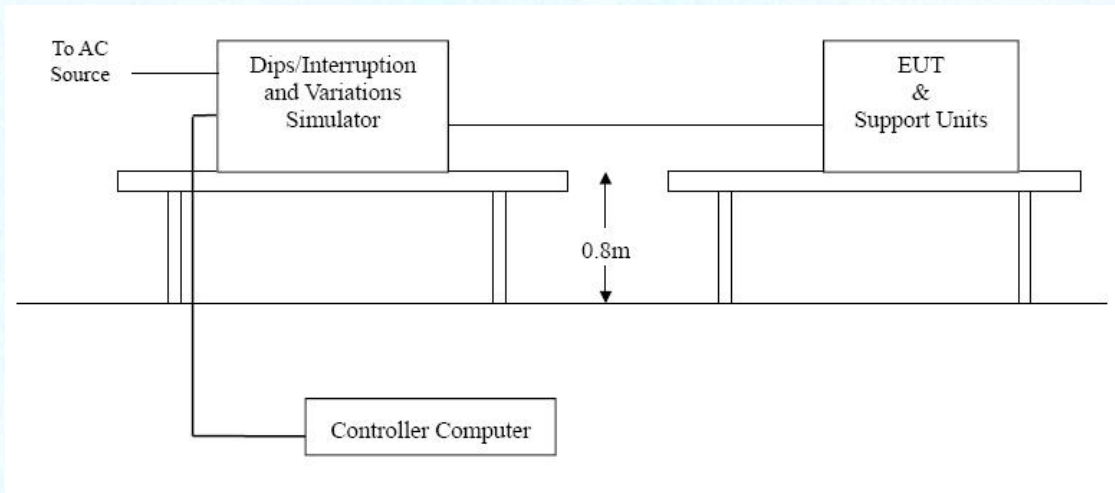 To AC
Source
Dips/Interruption
and Variations
Simulator
EUT
&
Support Units
0.8m
Controller Computer